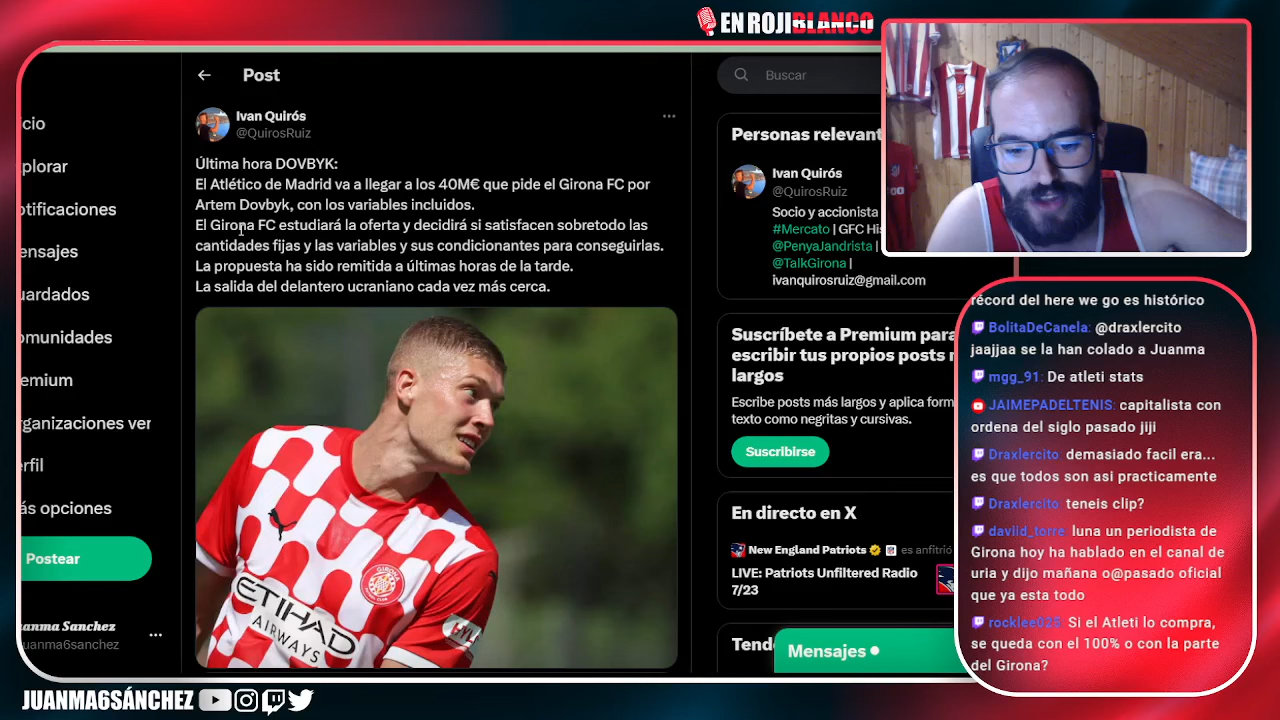 EN ROJIBLANCO
cio
plorar
otificaciones
ensajes
uardados
omunidades
emium
rganizaciones ver
erfil
ás opciones
Postear
anma Sanchez
uanma6sanchez
Post
Ivan Quirós
@QuirosRuiz
Última hora DOVBYK:
El Atlético de Madrid va a llegar a los 40M€ que pide el Girona FC por
Artem Dovbyk, con los variables incluidos.
El Girona FC estudiará la oferta y decidirá si satisfacen sobretodo las
cantidades fijas y las variables y sus condicionantes para conseguirlas.
La propuesta ha sido remitida a últimas horas de la tarde.
La salida del delantero ucraniano cada vez más cerca.
GIRONA
ETIHAD
AIRWAYS
Buscar
Personas relevant
Ivan Quirós
@QuirosRuiz
Socio y accionista
#Mercato | GFC His
@PenyaJandrista |
@TalkGirona |
ivanquirosruiz@gmail.com
Suscríbete a Premium para
escribir tus propios posts m
largos
Escribe posts más largos y aplica form
texto como negritas y cursivas.
Suscribirse
En directo en X
New England Patriots es anfitrió
LIVE: Patriots Unfiltered Radio
7/23
Tend
Mensajes
récord del here we go es histórico
BolitaDeCanela: @draxlercito
jaajjaa se la han colado a Juanma
mgg_91: De atleti stats
JAIMEPADELTENIS: capitalista con
ordena del siglo pasado jiji
Draxlercito: demasiado facil era...
es que todos son asi practicamente
Draxlercito: teneis clip?
daviid_torre: luna un periodista de
Girona hoy ha hablado en el canal de
uria y dijo mañana o@pasado oficial
que ya esta todo
rocklee023: Si el Atleti lo compra,
se queda con el 100% o con la parte
del Girona?
JUANMA6SÁNCHEZ